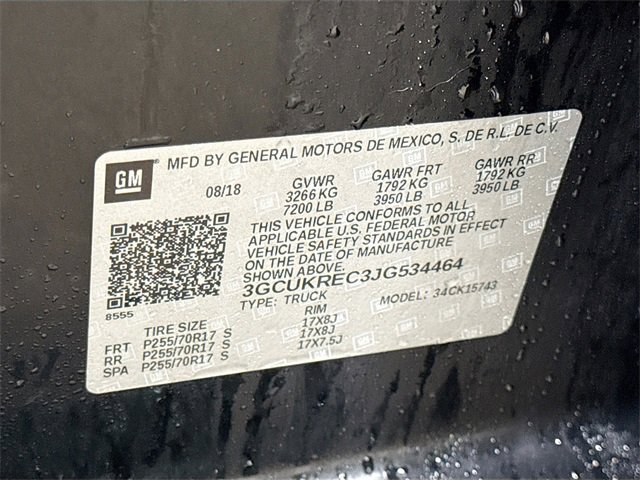 GM
MFD BY GENERAL MOTORS DE MEXICO, S. DE R.L. DE C.V.
08/18 GVWR GAWR FRT GAWR RR
3266 KG 1792 KG 1792 KG
7200 LB 3950 LB 3950 LB
THIS VEHICLE CONFORMS TO ALL
APPLICABLE U.S. FEDERAL MOTOR
VEHICLE SAFETY STANDARDS IN EFFECT
ON THE DATE OF MANUFACTURE
SHOWN ABOVE.
3GCUKREC3JG534464
8555
TYPE: TRUCK MODEL: 34CK15743
TIRE SIZE RIM
FRT P255/70R17 S 17X8J
RR P255/70R17 S 17X8J
SPA P255/70R17 S 17X7.5J